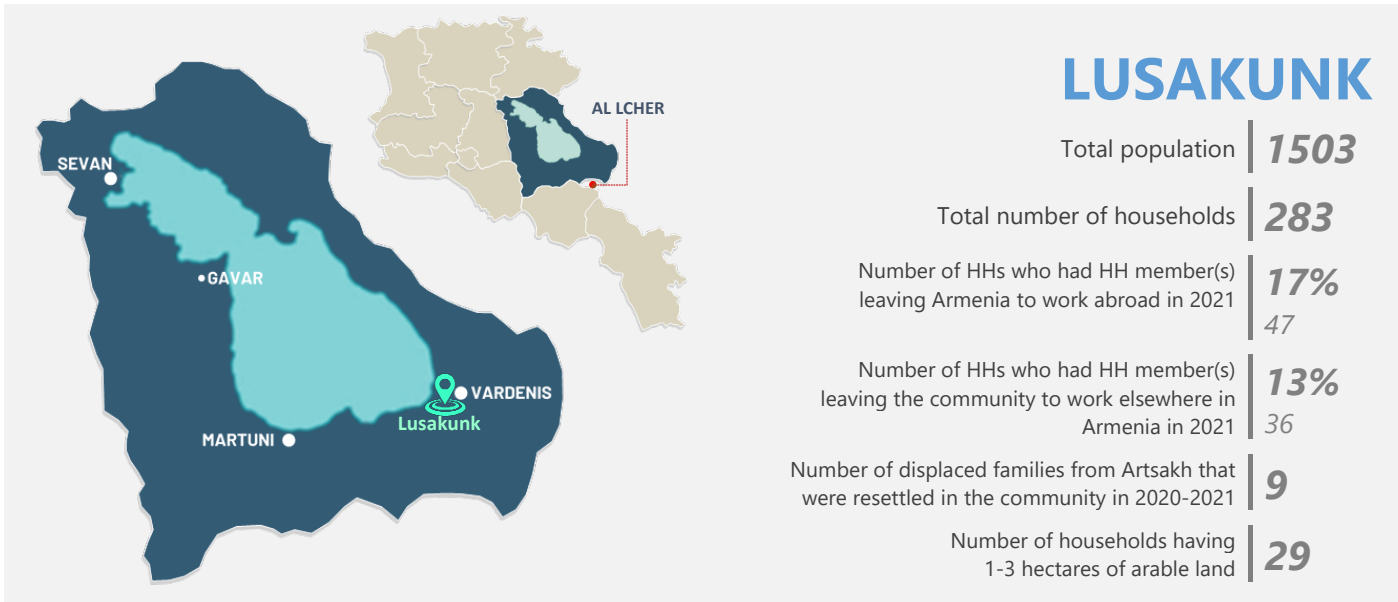 AL LCHER
SEVAN
GAVAR
VARDENIS
Lusakunk
MARTUNI
LUSAKUNK
Total population 1503
Total number of households 283
Number of HHs who had HH member(s)
leaving Armenia to work abroad in 2021
17%
47
Number of HHs who had HH member(s)
leaving the community to work elsewhere in
Armenia in 2021
13%
36
Number of displaced families from Artsakh that
were resettled in the community in 2020-2021
9
Number of households having
1-3 hectares of arable land
29